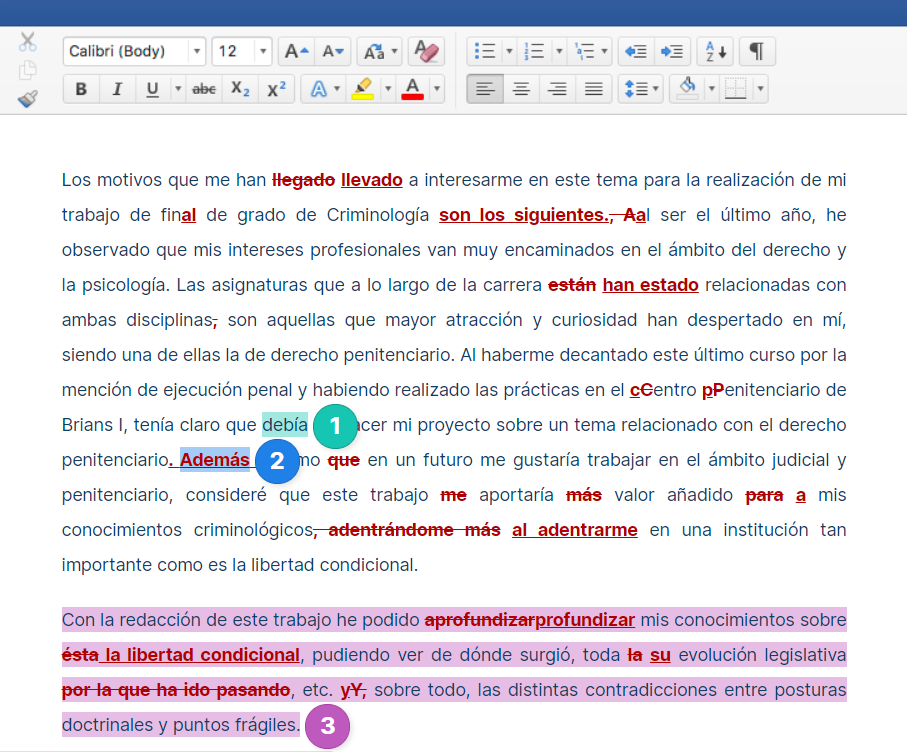 Calibri (Body) 12 A A Aa A
B I U abc X2 X2 A A A Z ¶
Los motivos que me han llegado llevado a interesarme en este tema para la realización de mi
trabajo de final de grado de Criminología son los siguientes., Aal ser el último año, he
observado que mis intereses profesionales van muy encaminados en el ámbito del derecho y
la psicología. Las asignaturas que a lo largo de la carrera están han estado relacionadas con
ambas disciplinas, son aquellas que mayor atracción y curiosidad han despertado en mí,
siendo una de ellas la de derecho penitenciario. Al haberme decantado este último curso por la
mención de ejecución penal y habiendo realizado las prácticas en el cCentro pPenitenciario de
Brians I, tenía claro que debía 1 acer mi proyecto sobre un tema relacionado con el derecho
penitenciario. Además 2 mo que en un futuro me gustaría trabajar en el ámbito judicial y
penitenciario, consideré que este trabajo me aportaría más valor añadido para a mis
conocimientos criminológicos, adentrándome más al adentrarme en una institución tan
importante como es la libertad condicional.
Con la redacción de este trabajo he podido aprofundizarprofundizar mis conocimientos sobre
ésta la libertad condicional, pudiendo ver de dónde surgió, toda la su evolución legislativa
por la que ha ido pasando, etc. yY, sobre todo, las distintas contradicciones entre posturas
doctrinales y puntos frágiles. 3